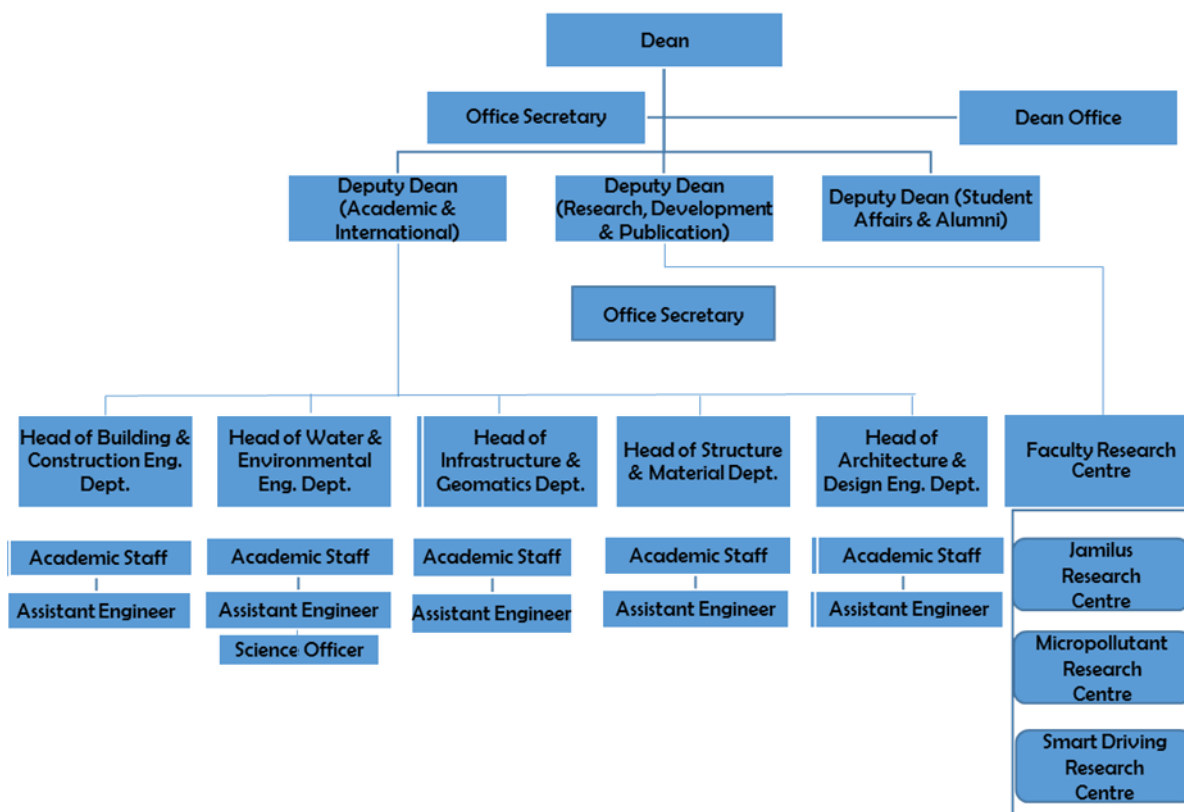 Dean
Office Secretary
Dean Office
Deputy Dean
(Academic &
International)
Deputy Dean
(Research, Development
& Publication)
Deputy Dean (Student
Affairs & Alumni)
Office Secretary
Head of Building &
Construction Eng.
Dept.
Head of Water &
Environmental
Eng. Dept.
Head of
Infrastructure &
Geomatics Dept.
Head of Structure
& Material Dept.
Head of
Architecture &
Design Eng. Dept.
Faculty Research
Centre
Academic Staff
Academic Staff
Academic Staff
Academic Staff
Academic Staff
Assistant Engineer
Assistant Engineer
Assistant Engineer
Assistant Engineer
Assistant Engineer
Science Officer
Jamilus
Research
Centre
Micropollutant
Research
Centre
Smart Driving
Research
Centre